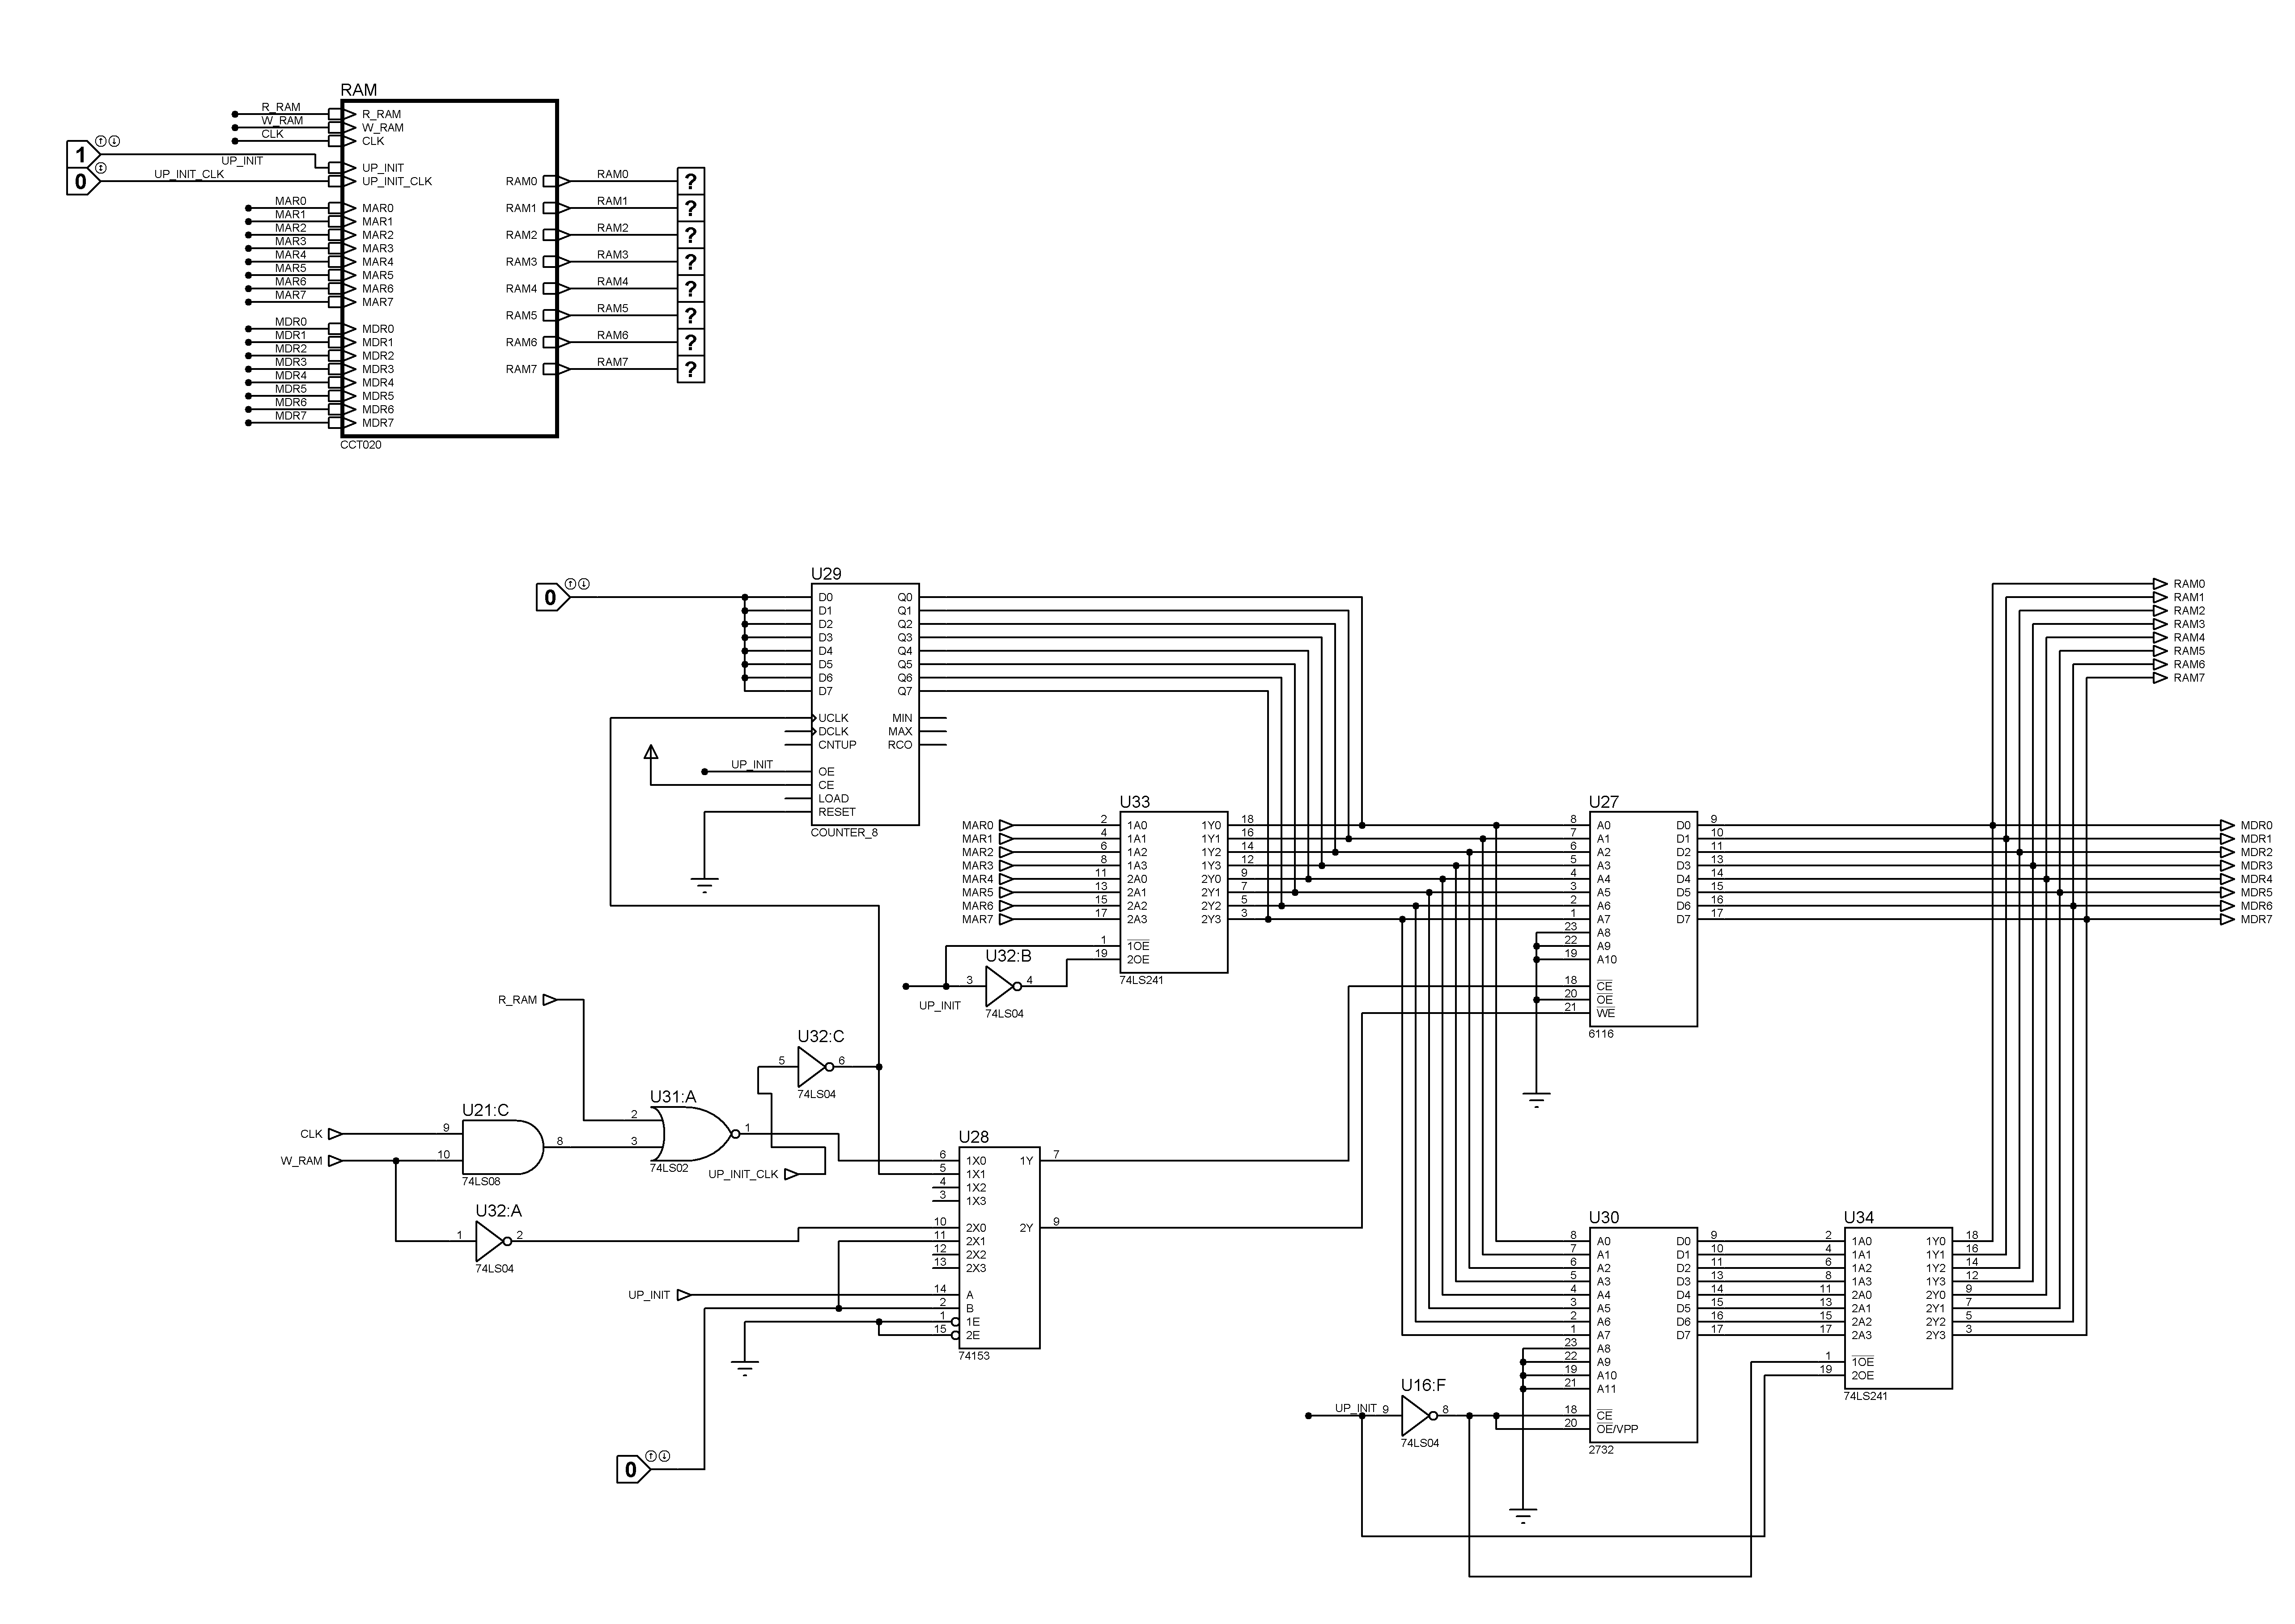 RAM
R_RAM R_RAM
W_RAM W_RAM
CLK CLK
1 UP_INIT UP_INIT
0 UP_INIT_CLK UP_INIT_CLK RAM0 RAM0 ?
MAR0 MAR0 RAM1 RAM1 ?
MAR1 MAR1
MAR2 MAR2 RAM2 RAM2 ?
MAR3 MAR3
MAR4 MAR4 RAM3 RAM3 ?
MAR5 MAR5
MAR6 MAR6 RAM4 RAM4 ?
MAR7 MAR7
RAM5 RAM5 ?
MDR0 MDR0
MDR1 MDR1 RAM6 RAM6 ?
MDR2 MDR2
MDR3 MDR3 RAM7 RAM7 ?
MDR4 MDR4
MDR5 MDR5
MDR6 MDR6
MDR7 MDR7
CCT020
U29
0 D0 Q0
D1 Q1
D2 Q2
D3 Q3
D4 Q4
D5 Q5
D6 Q6
D7 Q7
UCLK MIN
DCLK MAX
CNTUP RCO
UP_INIT OE
CE
LOAD
RESET
COUNTER_8
RAM0
RAM1
RAM2
RAM3
RAM4
RAM5
RAM6
RAM7
U33
MAR0 2 1A0 1Y0 18
MAR1 4 1A1 1Y1 16
MAR2 6 1A2 1Y2 14
MAR3 8 1A3 1Y3 12
MAR4 11 2A0 2Y0 9
MAR5 13 2A1 2Y1 7
MAR6 15 2A2 2Y2 5
MAR7 17 2A3 2Y3 3
1 1OE
19 2OE
74LS241
U32:B
3 4
UP_INIT
74LS04
U27
8 A0 D0 9 MDR0
7 A1 D1 10 MDR1
6 A2 D2 11 MDR2
5 A3 D3 13 MDR3
4 A4 D4 14 MDR4
3 A5 D5 15 MDR5
2 A6 D6 16 MDR6
1 A7 D7 17 MDR7
23 A8
22 A9
19 A10
18 CE
20 OE
21 WE
6116
R_RAM
U32:C
5 6
74LS04
U21:C
CLK 9 8
W_RAM 10
74LS08
U31:A
2
3 1
74LS02
UP_INIT_CLK
U32:A
1 2
74LS04
U28
6 1X0 1Y 7
5 1X1
4 1X2
3 1X3
10 2X0 2Y 9
11 2X1
12 2X2
13 2X3
UP_INIT 14 A
2 B
1 1E
15 2E
74153
0
U30
8 A0 D0 9
7 A1 D1 10
6 A2 D2 11
5 A3 D3 13
4 A4 D4 14
3 A5 D5 15
2 A6 D6 16
1 A7 D7 17
23 A8
22 A9
19 A10
21 A11
18 CE
20 OE/VPP
2732
U16:F
UP_INIT 9 8
74LS04
U34
2 1A0 1Y0 18
4 1A1 1Y1 16
6 1A2 1Y2 14
8 1A3 1Y3 12
11 2A0 2Y0 9
13 2A1 2Y1 7
15 2A2 2Y2 5
17 2A3 2Y3 3
1 1OE
19 2OE
74LS241